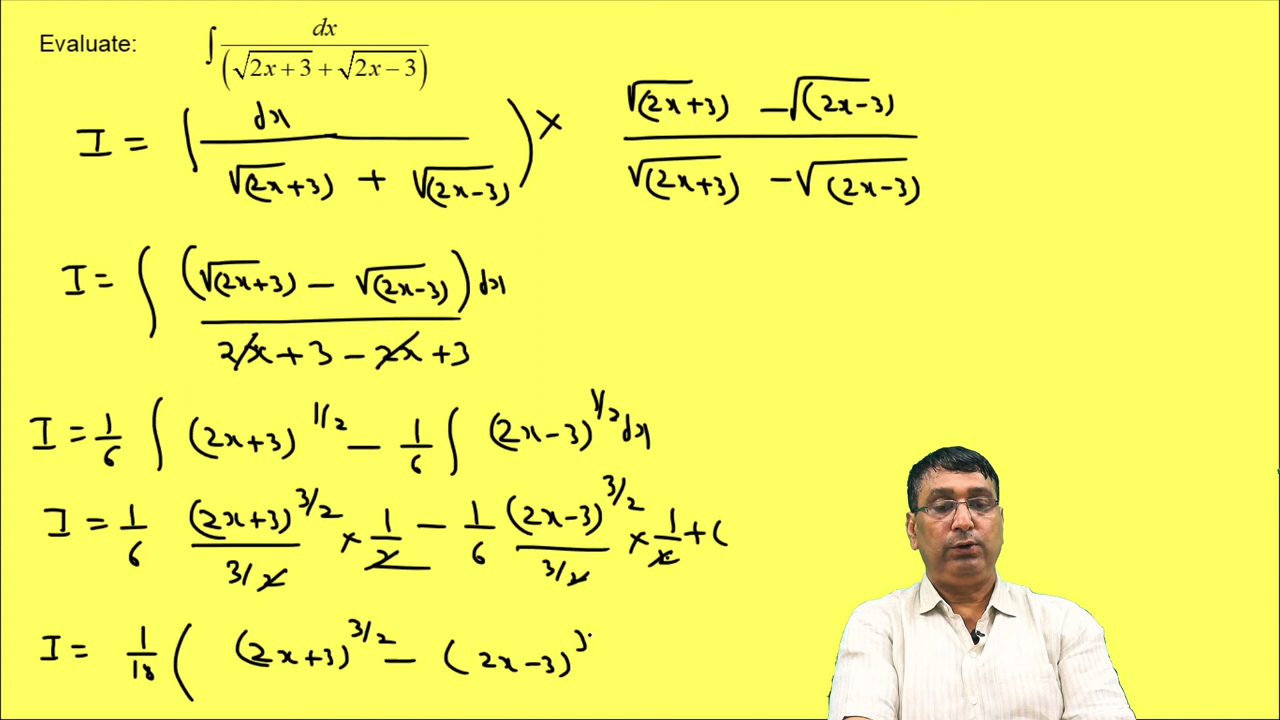 Evaluate: ∫ dx / (√2x+3 + √2x−3)
I = ( dx / √(2x+3) + √(2x-3) ) × √(2x+3) − √(2x-3) / √(2x+3) − √(2x-3)
I = ∫ (√(2x+3) − √(2x-3)) dx / 2x + 3 − 2x + 3
I = 1/6 ∫ (2x+3)^1/2 − 1/6 ∫ (2x-3)^1/2 dx
I = 1/6 (2x+3)^3/2 / 3/2 × 1/2 − 1/6 (2x-3)^3/2 / 3/2 × 1/2 + C
I = 1/18 ( (2x+3)^3/2 − (2x-3)^3